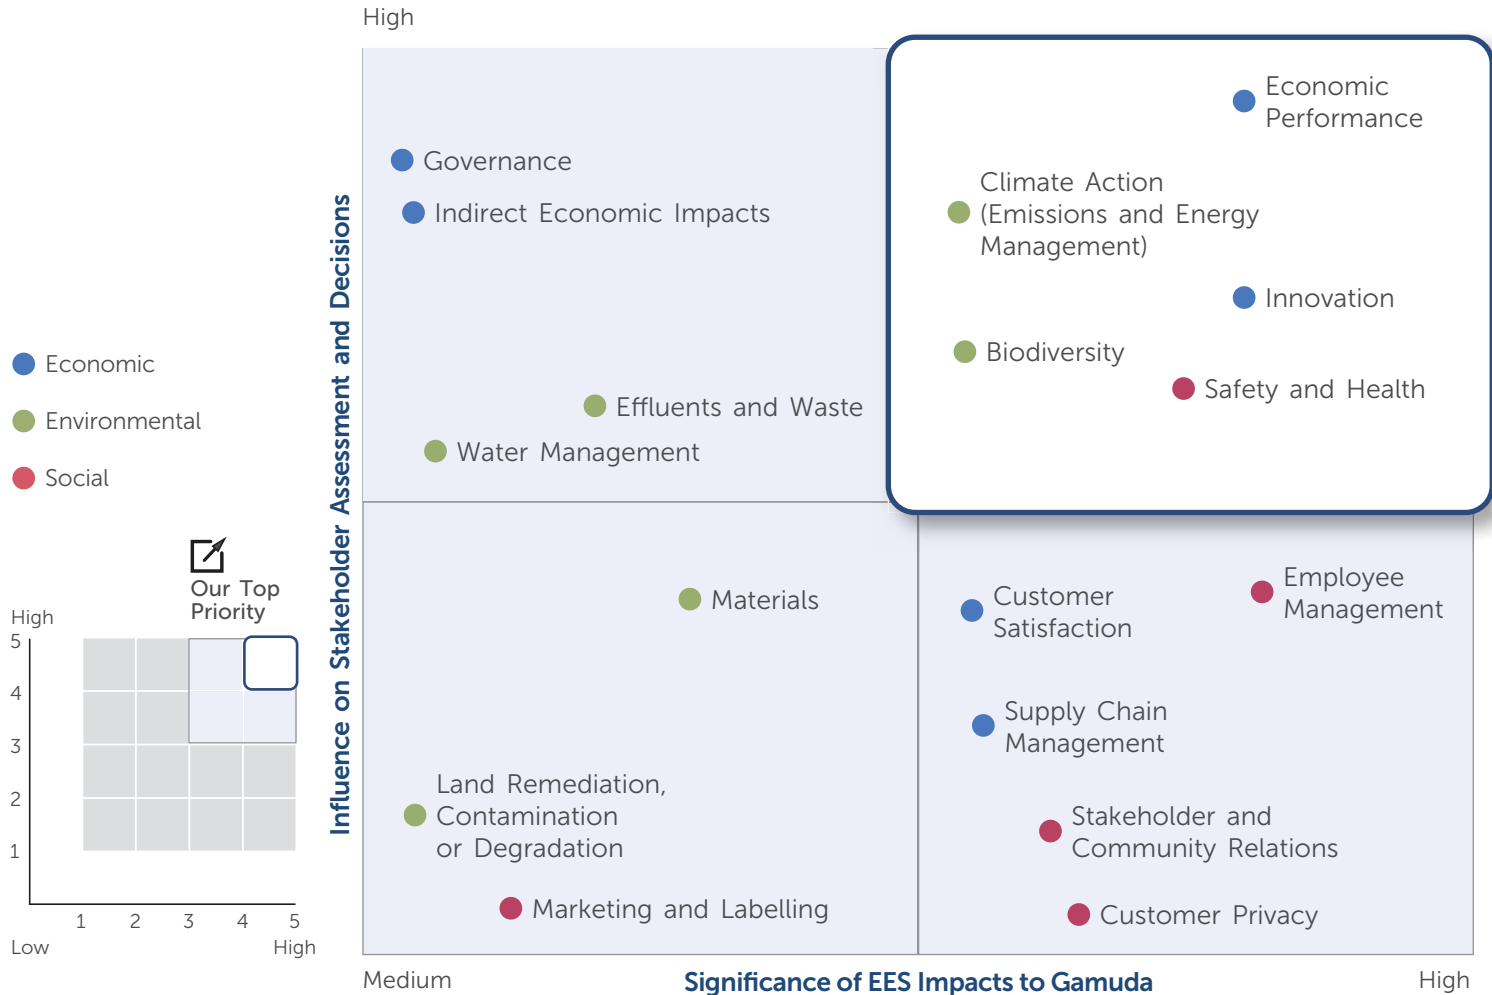 High
Economic
Performance
Governance
Climate Action
(Emissions and Energy
Management)
Indirect Economic Impacts
Innovation
Biodiversity
Safety and Health
Effluents and Waste
Water Management
Influence on Stakeholder Assessment and Decisions
Economic
Environmental
Social
Our Top
Priority
High
5
4
3
2
1
1 2 3 4 5
Low High
Materials
Customer
Satisfaction
Employee
Management
Supply Chain
Management
Land Remediation,
Contamination
or Degradation
Stakeholder and
Community Relations
Marketing and Labelling
Customer Privacy
Medium Significance of EES Impacts to Gamuda High